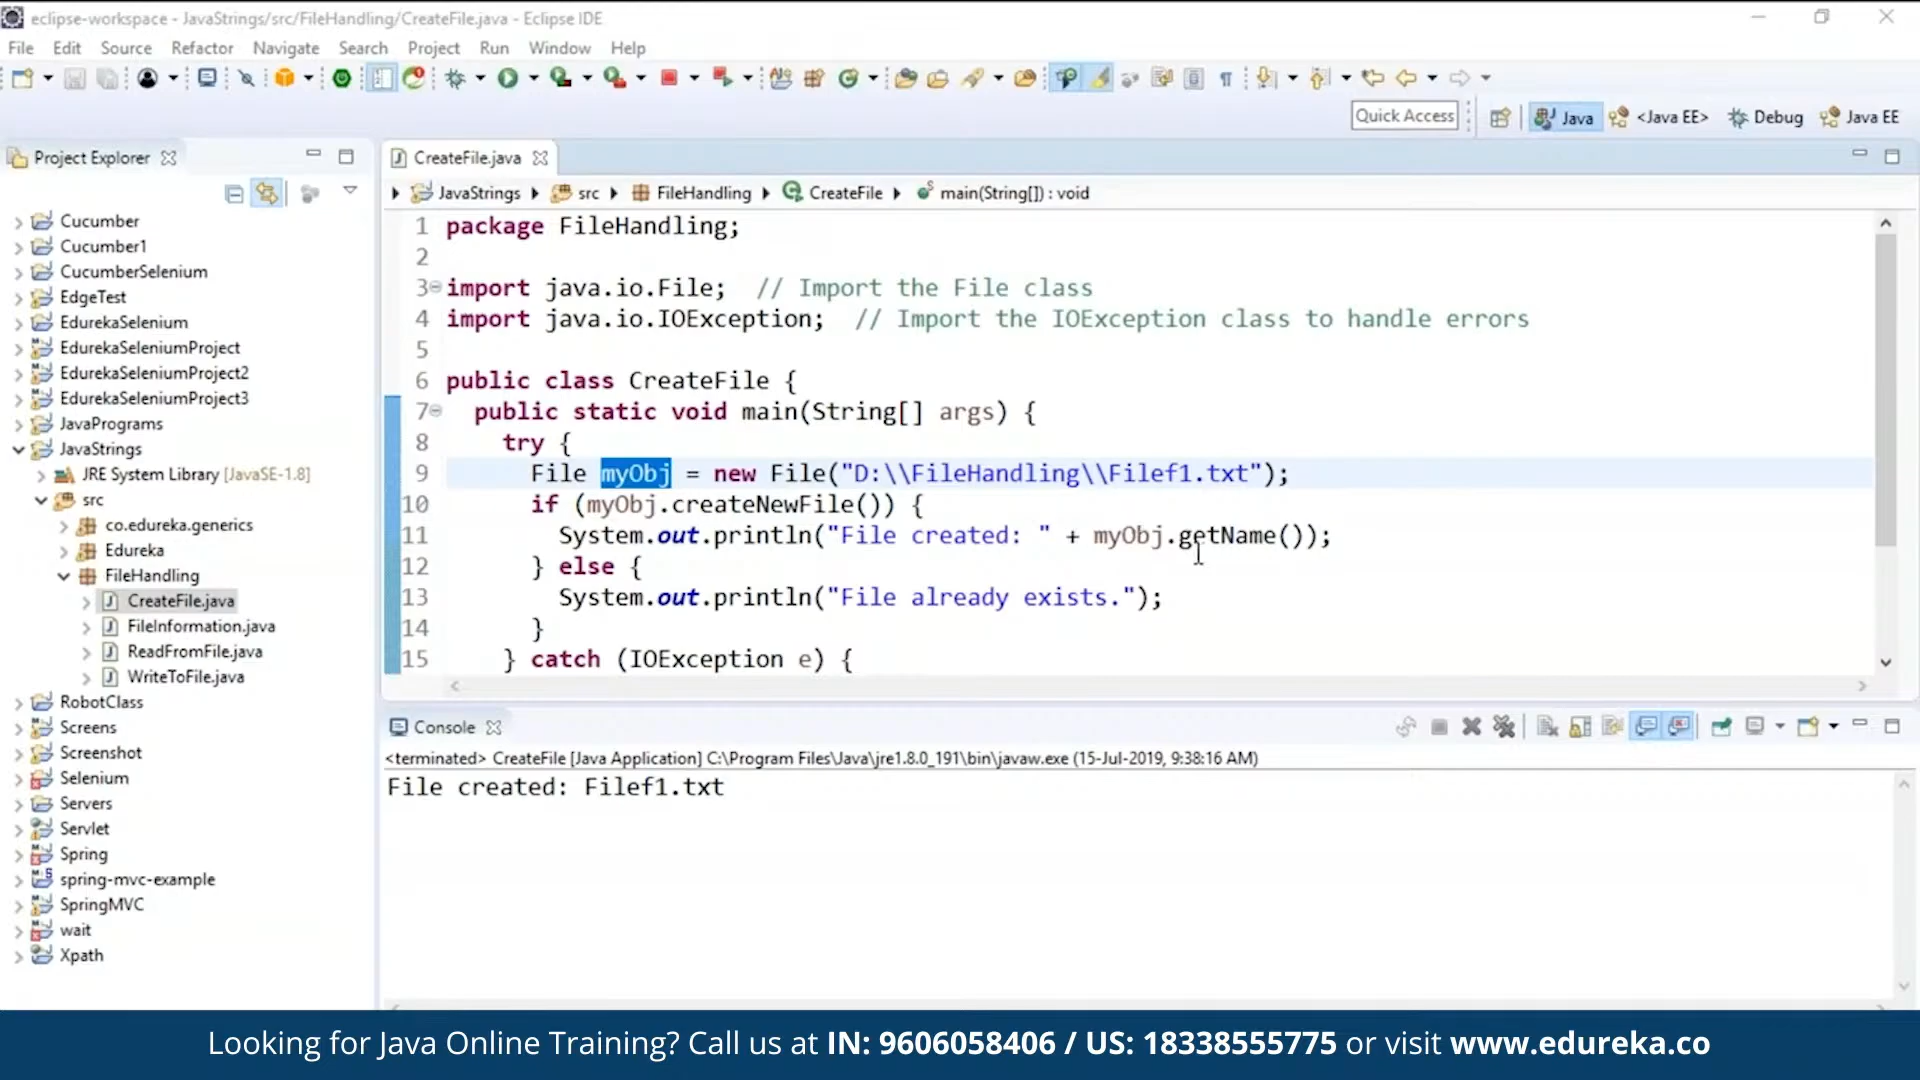 eclipse-workspace - JavaStrings/src/FileHandling/CreateFile.java - Eclipse IDE
File Edit Source Refactor Navigate Search Project Run Window Help
Quick Access Java <Java EE> Debug Java EE
Project Explorer
Cucumber
Cucumber1
CucumberSelenium
EdgeTest
EdurekaSelenium
EdurekaSeleniumProject
EdurekaSeleniumProject2
EdurekaSeleniumProject3
JavaPrograms
JavaStrings
JRE System Library [JavaSE-1.8]
src
co.edureka.generics
Edureka
FileHandling
CreateFile.java
FileInformation.java
ReadFromFile.java
WriteToFile.java
RobotClass
Screens
Screenshot
Selenium
Servers
Servlet
Spring
spring-mvc-example
SpringMVC
wait
Xpath
CreateFile.java
JavaStrings src FileHandling CreateFile main(String[]) : void
1 package FileHandling;
2
3 import java.io.File;  // Import the File class
4 import java.io.IOException;  // Import the IOException class to handle errors
5
6 public class CreateFile {
7 public static void main(String[] args) {
8 try {
9 File myObj = new File("D:\\FileHandling\\Filef1.txt");
10 if (myObj.createNewFile()) {
11 System.out.println("File created: " + myObj.getName());
12 } else {
13 System.out.println("File already exists.");
14 }
15 } catch (IOException e) {
Console
<terminated> CreateFile [Java Application] C:\Program Files\Java\jre1.8.0_191\bin\javaw.exe (15-Jul-2019, 9:38:16 AM)
File created: Filef1.txt
Looking for Java Online Training? Call us at IN: 9606058406 / US: 18338555775 or visit www.edureka.co